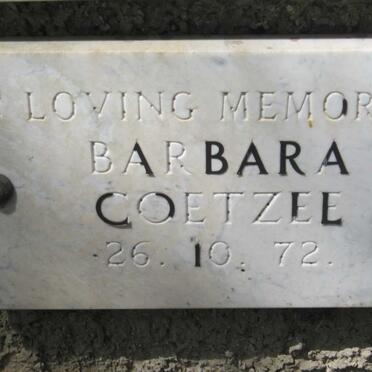 LOVING MEMOR
BARBARA
COETZEE
26. 10. 72.